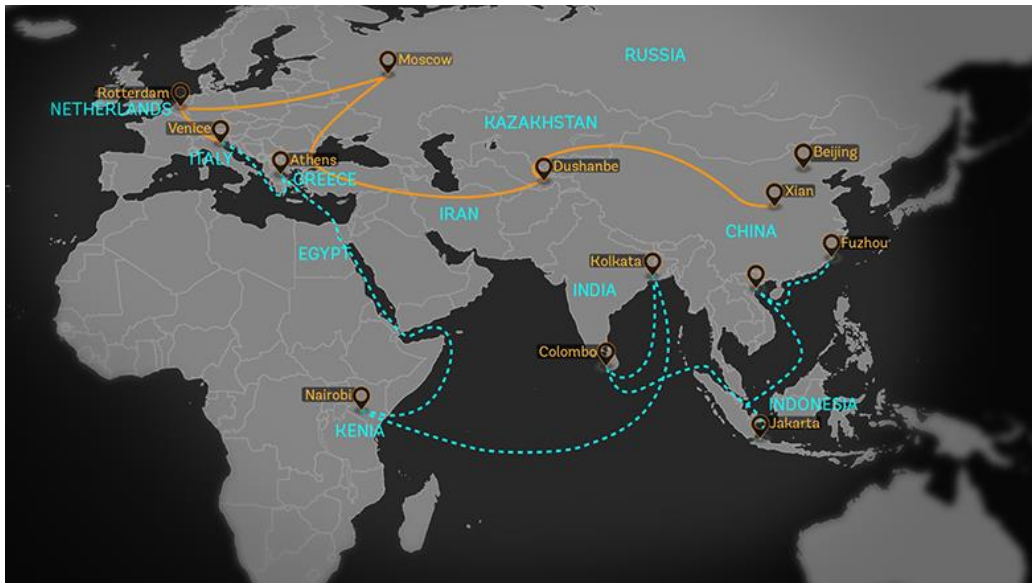 Moscow
RUSSIA
Rotterdam
NETHERLANDS
KAZAKHSTAN
Venice
ITALY
Athens
GREECE
Dushanbe
Beijing
Xian
IRAN
CHINA
EGYPT
Fuzhou
Kolkata
INDIA
Colombo
Nairobi
KENIA
INDONESIA
Jakarta